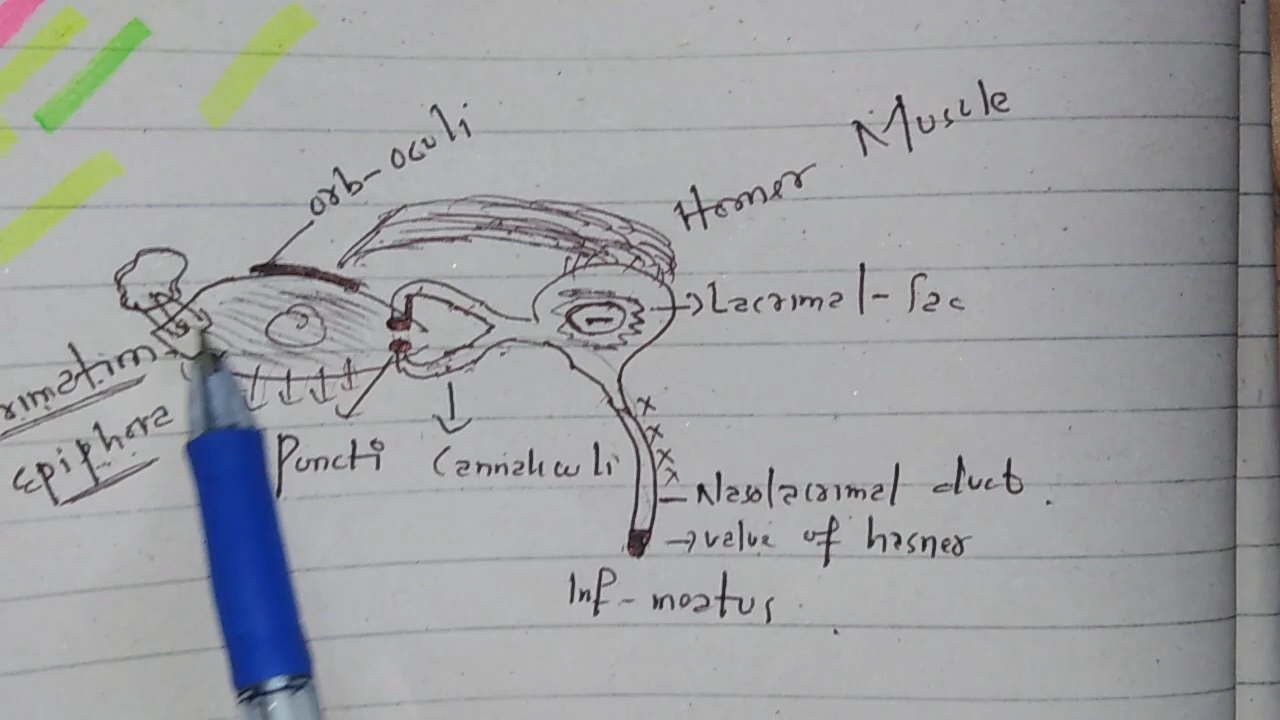 Horner Muscle
orb-oculi
Lacrimal-Sac
rimation
Epiphora
Puncti
Cannaliculi
Nasolacrimal duct.
valve of hasner
Inf-meatus